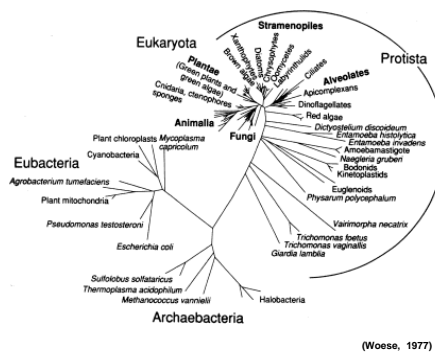 Stramenopiles
Eukaryota
Xanthophytes
Brown algae
Diatoms
Chrysophytes
Oomycetes
Labyrinthulids
Protista
Plantae
(Green plants and
green algae)
Cnidaria, ctenophores
sponges
Ciliates
Alveolates
Apicomplexans
Dinoflagellates
Animalia
Fungi
Red algae
Dictyostelium discoideum
Entamoeba histolytica
Entamoeba invadens
Amoebamastigote
Naegleria gruberi
Bodonids
Kinetoplastids
Euglenoids
Physarum polycephalum
Vairimorpha necatrix
Trichomonas foetus
Trichomonas vaginallis
Giardia lamblia
Plant chloroplasts
Mycoplasma
capricolum
Cyanobacteria
Eubacteria
Agrobacterium tumefaciens
Plant mitochondria
Pseudomonas testosteroni
Escherichia coli
Sulfolobus solfataricus
Thermoplasma acidophilum
Methanococcus vannielii
Halobacteria
Archaebacteria
(Woese, 1977)